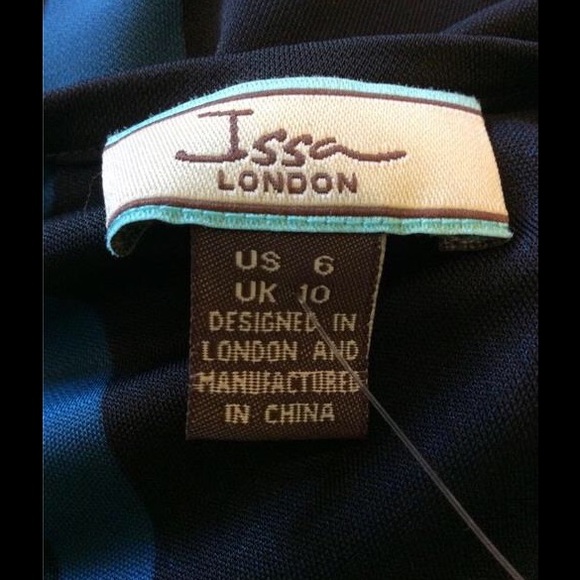 Issa
LONDON
US 6
UK 10
DESIGNED IN
LONDON AND
MANUFACTURED
IN CHINA